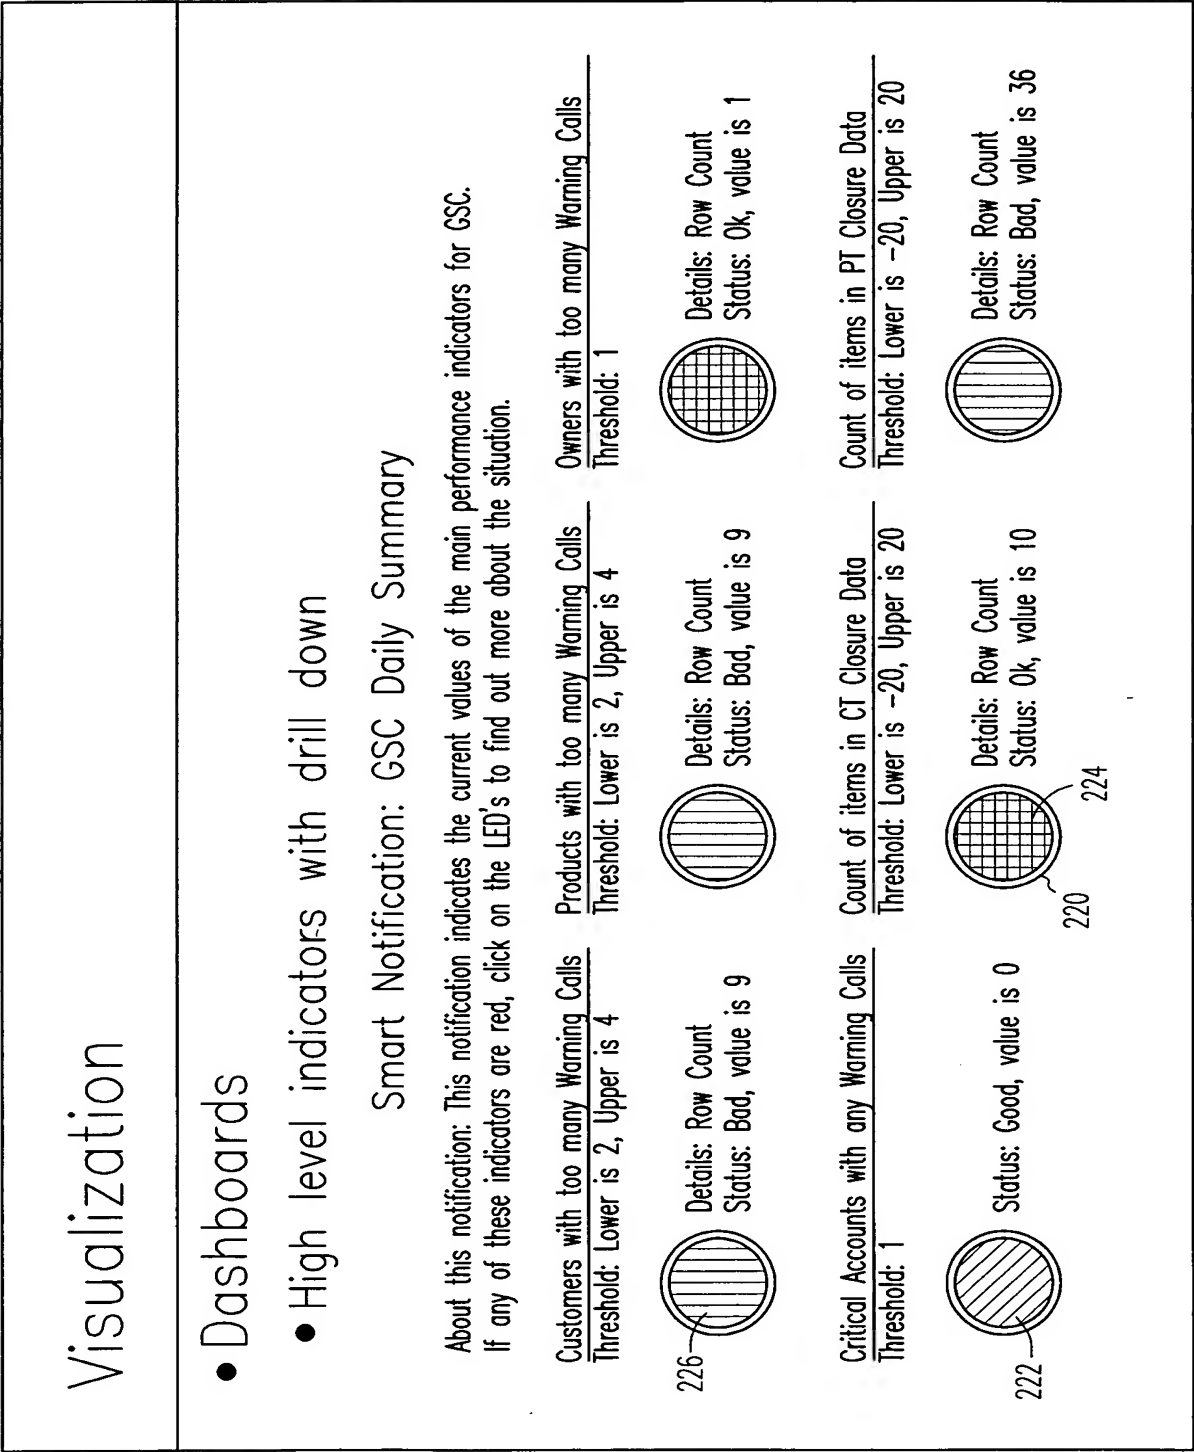 Visualization
• Dashboards
• High level indicators with drill down
Smart Notification: GSC Daily Summary
About this notification: This notification indicates the current values of the main performance indicators for GSC.
If any of these indicators are red, click on the LED's to find out more about the situation.
Customers with too many Warning Calls
Threshold: Lower is 2, Upper is 4
Details: Row Count
Status: Bad, value is 9
226
Products with too many Warning Calls
Threshold: Lower is 2, Upper is 4
Details: Row Count
Status: Bad, value is 9
Owners with too many Warning Calls
Threshold: 1
Details: Row Count
Status: Ok, value is 1
Critical Accounts with any Warning Calls
Threshold: 1
Status: Good, value is 0
222
Count of items in CT Closure Data
Threshold: Lower is -20, Upper is 20
Details: Row Count
Status: Ok, value is 10
220
224
Count of items in PT Closure Data
Threshold: Lower is -20, Upper is 20
Details: Row Count
Status: Bad, value is 36